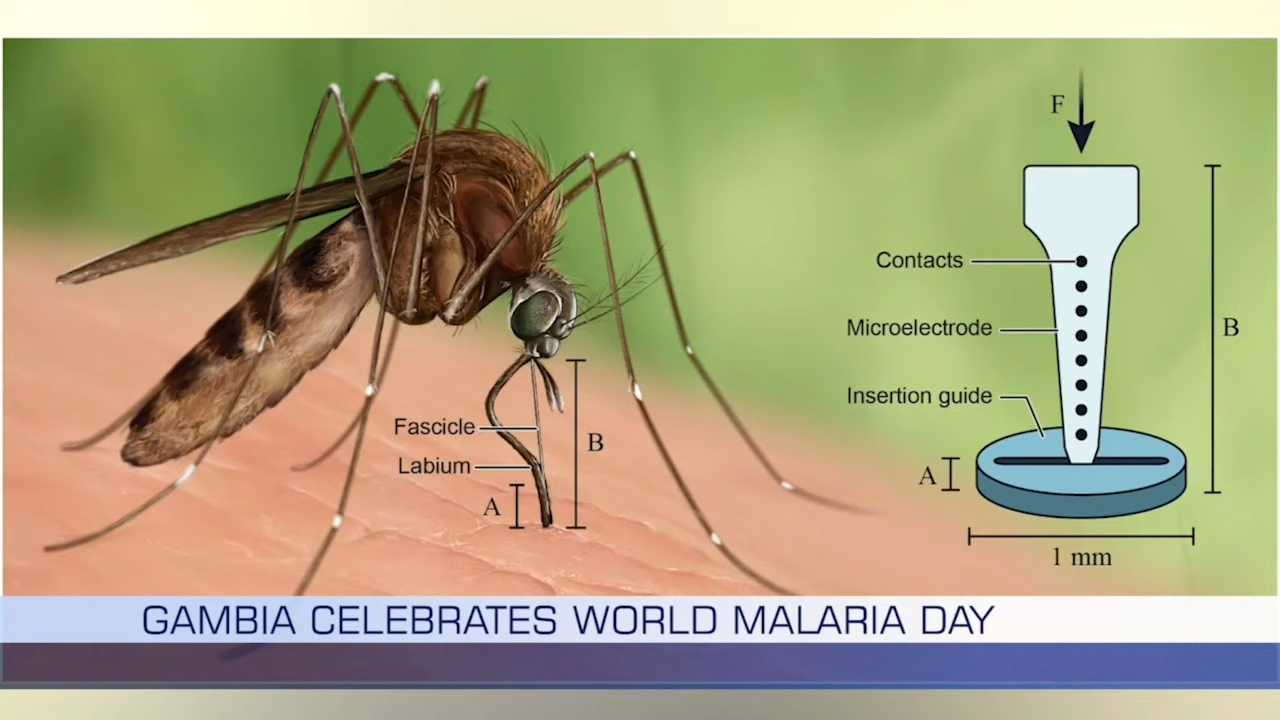 F
Contacts
Microelectrode
B
Insertion guide
Fascicle
B
Labium
A
A
1 mm
GAMBIA CELEBRATES WORLD MALARIA DAY